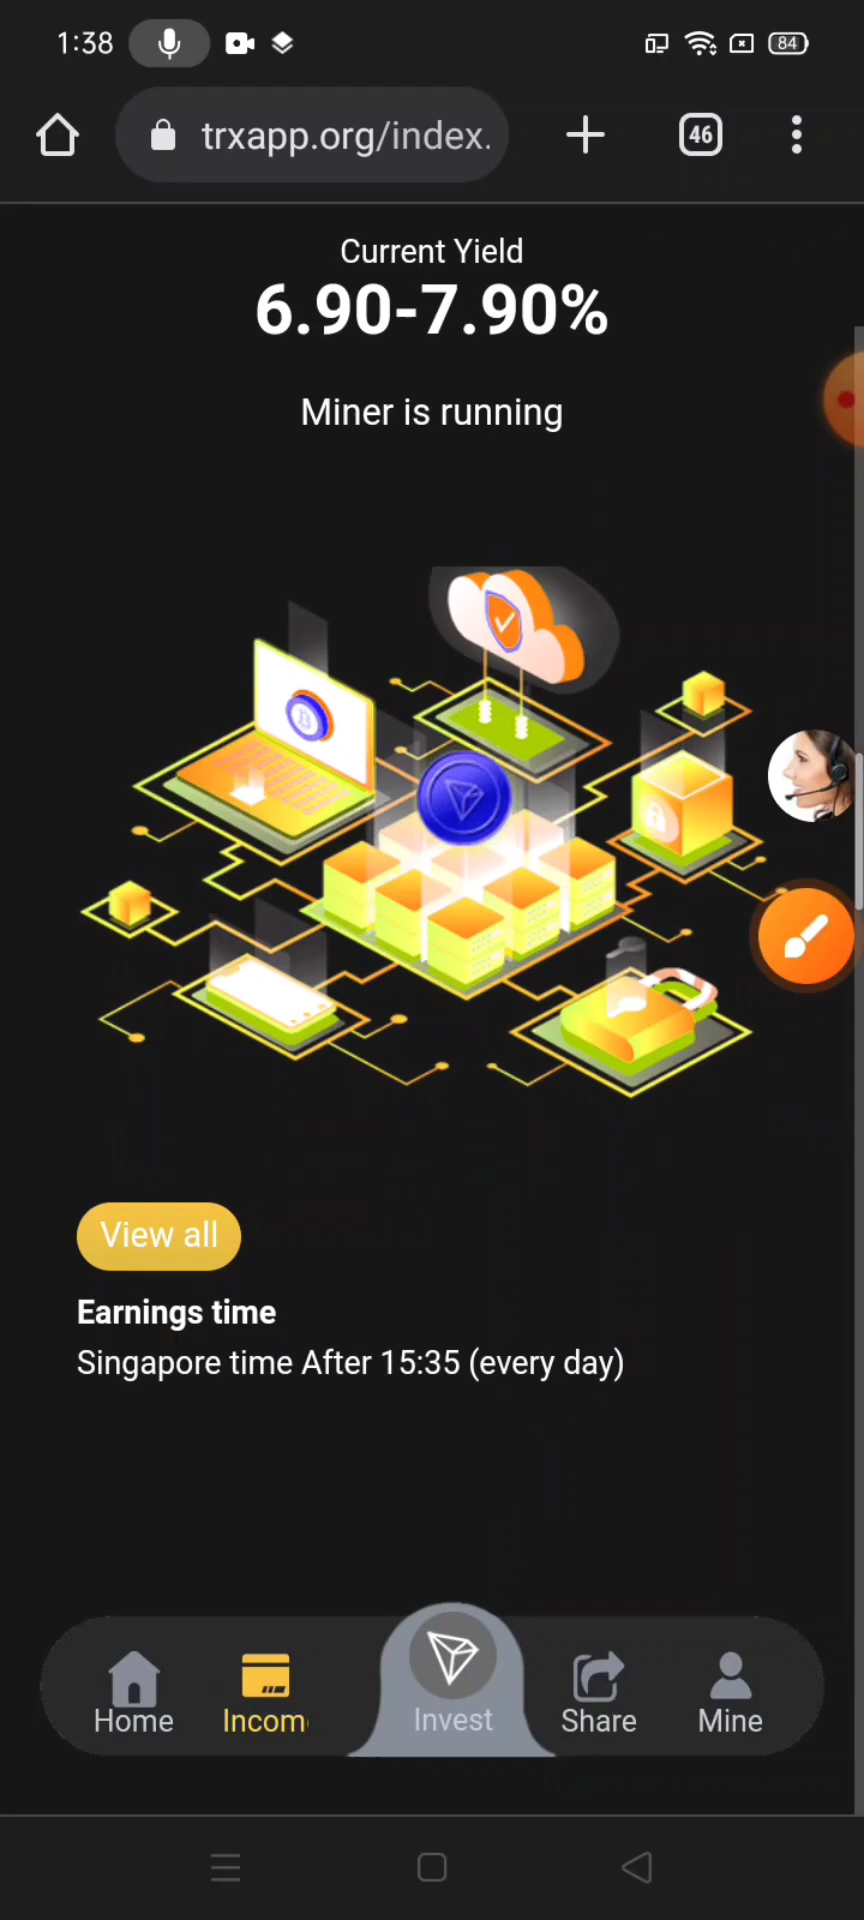 1:38
84
trxapp.org/index.
46
Current Yield
6.90-7.90%
Miner is running
View all
Earnings time
Singapore time After 15:35 (every day)
Home
Incom
Invest
Share
Mine